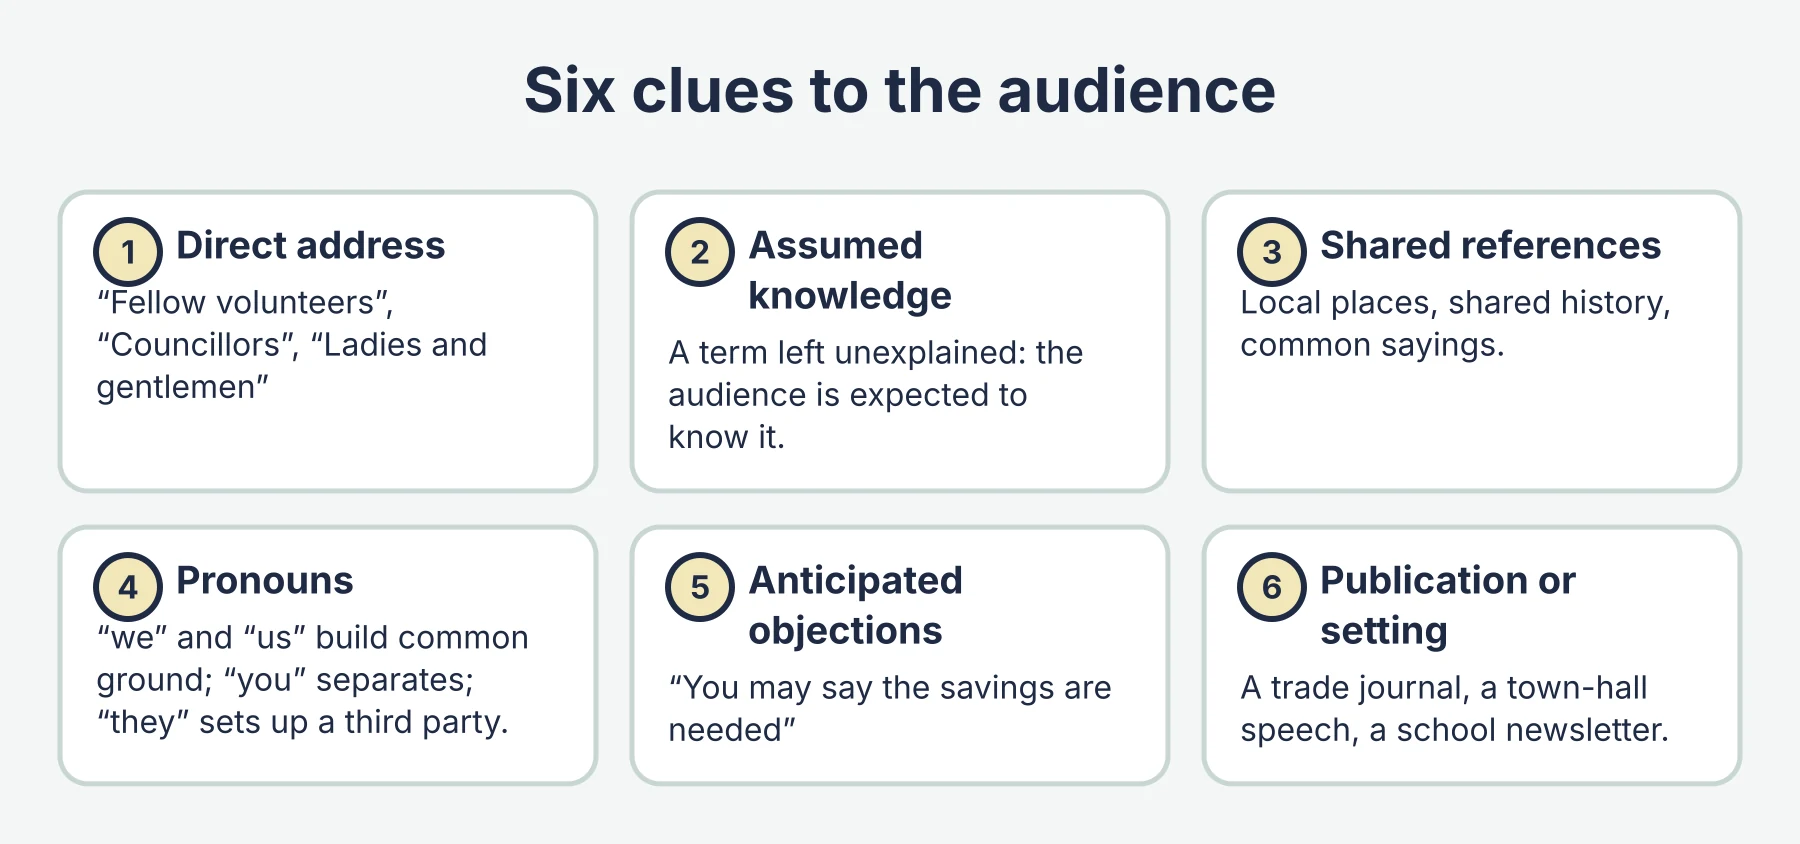 Six clues to the audience
1 Direct address
“Fellow volunteers”,
“Councillors”, “Ladies and
gentlemen”
2 Assumed
knowledge
A term left unexplained: the
audience is expected to
know it.
3 Shared references
Local places, shared history,
common sayings.
4 Pronouns
“we” and “us” build common
ground; “you” separates;
“they” sets up a third party.
5 Anticipated
objections
“You may say the savings are
needed”
6 Publication or
setting
A trade journal, a town-hall
speech, a school newsletter.